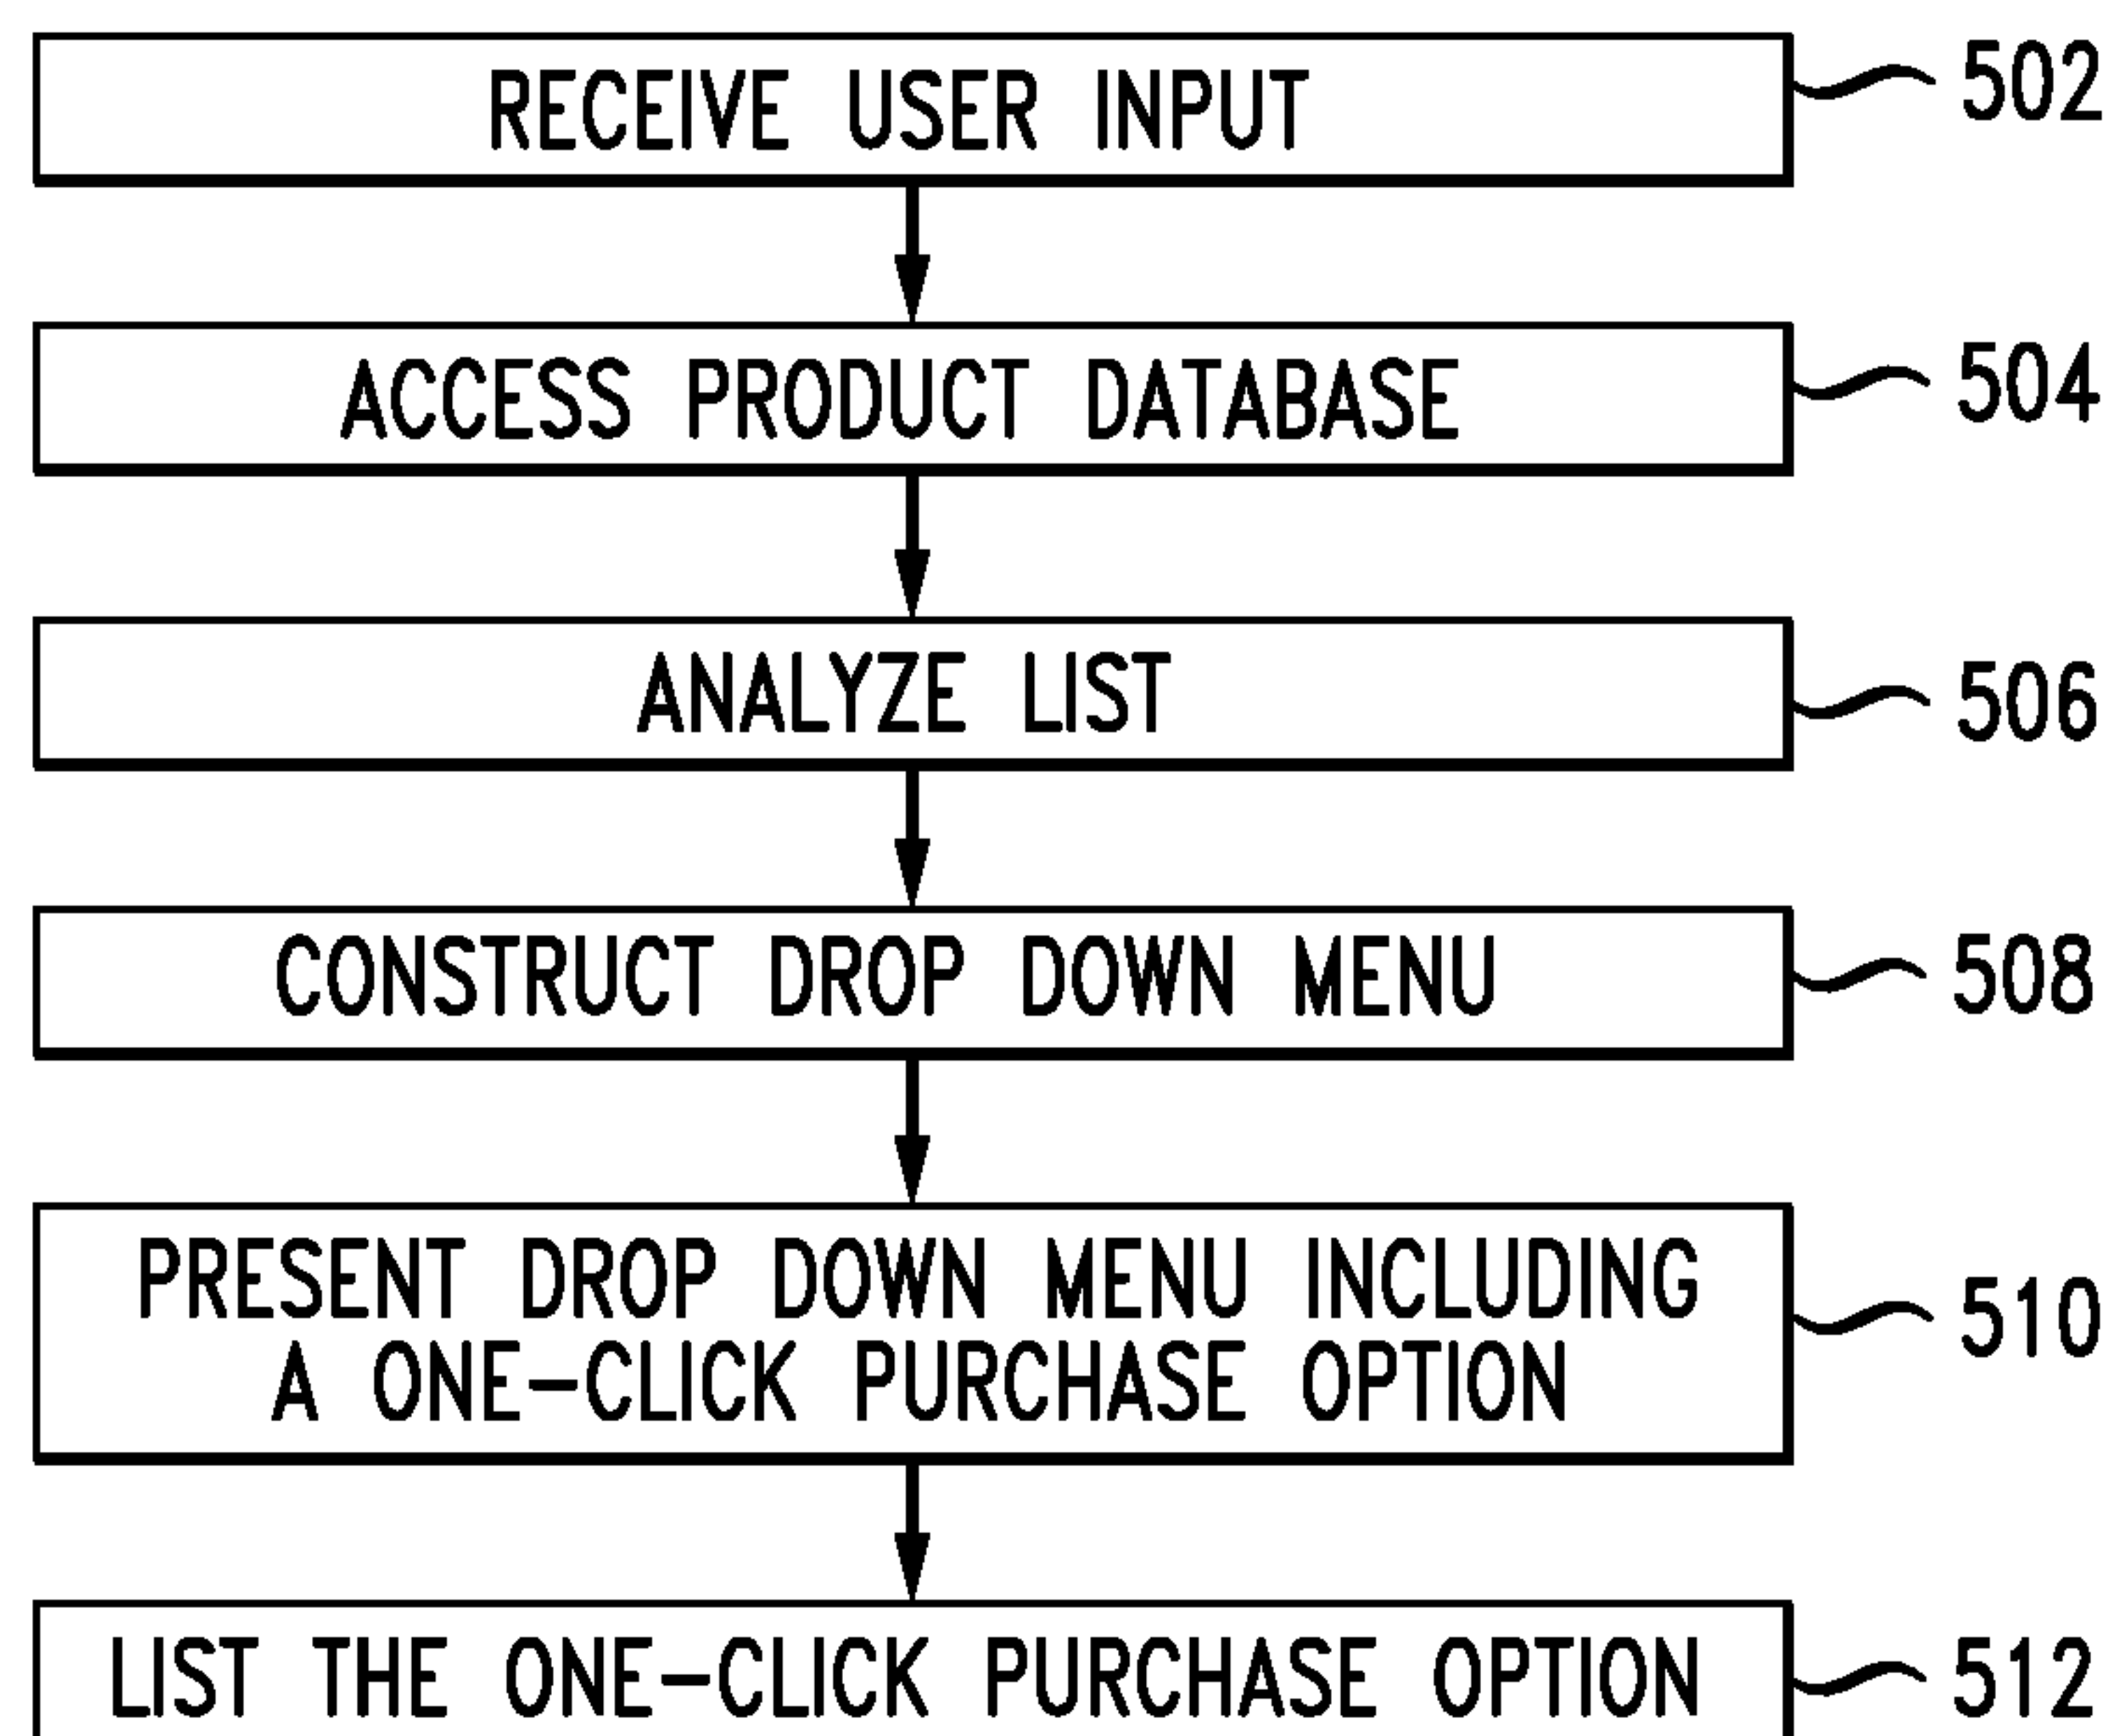 RECEIVE USER INPUT
502
ACCESS PRODUCT DATABASE
504
ANALYZE LIST
506
CONSTRUCT DROP DOWN MENU
508
PRESENT DROP DOWN MENU INCLUDING
A ONE-CLICK PURCHASE OPTION
510
LIST THE ONE-CLICK PURCHASE OPTION
512